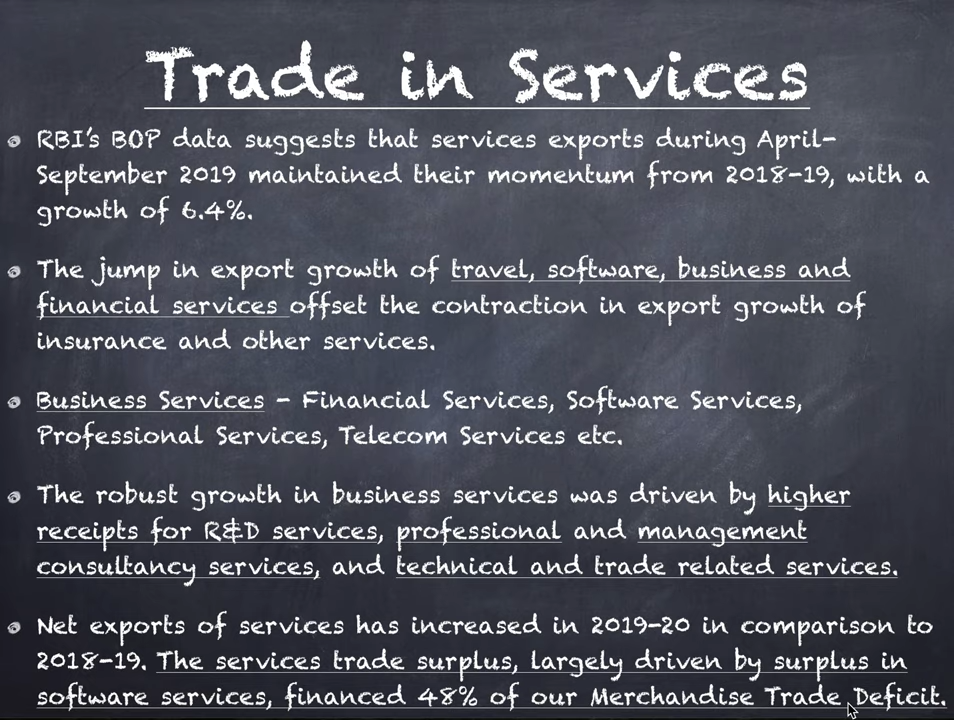 Trade in Services
RBI's BOP data suggests that services exports during April-
September 2019 maintained their momentum from 2018-19, with a
growth of 6.4%.
The jump in export growth of travel, software, business and
financial services offset the contraction in export growth of
insurance and other services.
Business Services - Financial Services, Software Services,
Professional Services, Telecom Services etc.
The robust growth in business services was driven by higher
receipts for R&D services, professional and management
consultancy services, and technical and trade related services.
Net exports of services has increased in 2019-20 in comparison to
2018-19. The services trade surplus, largely driven by surplus in
software services, financed 48% of our Merchandise Trade Deficit.